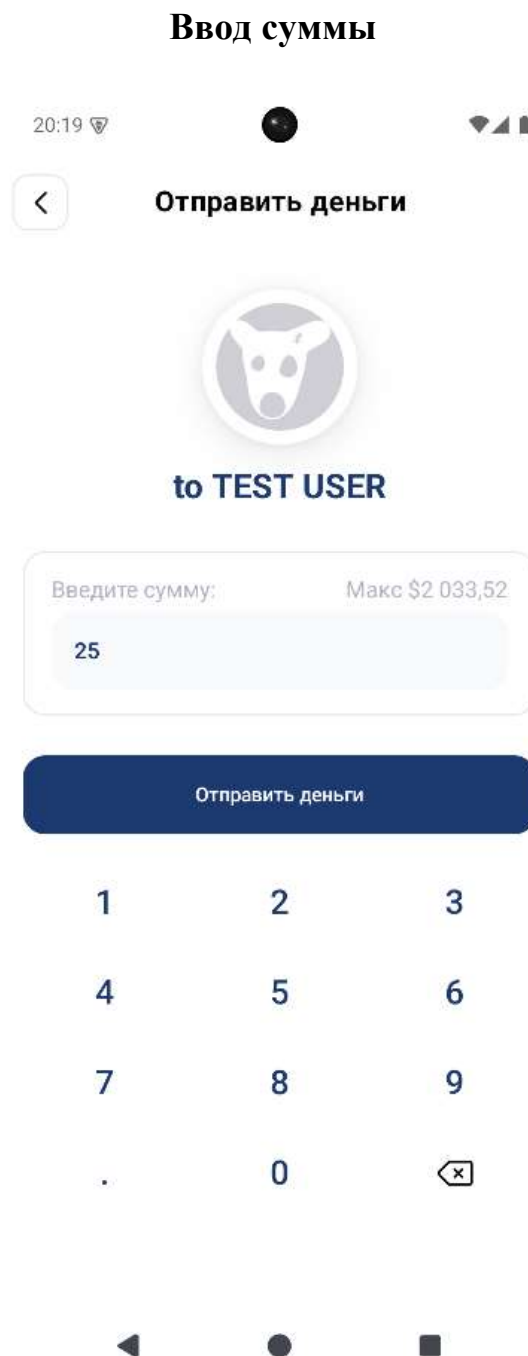 Ввод суммы
20:19
Отправить деньги
to TEST USER
Введите сумму: Макс $2 033,52
25
Отправить деньги
1 2 3
4 5 6
7 8 9
. 0